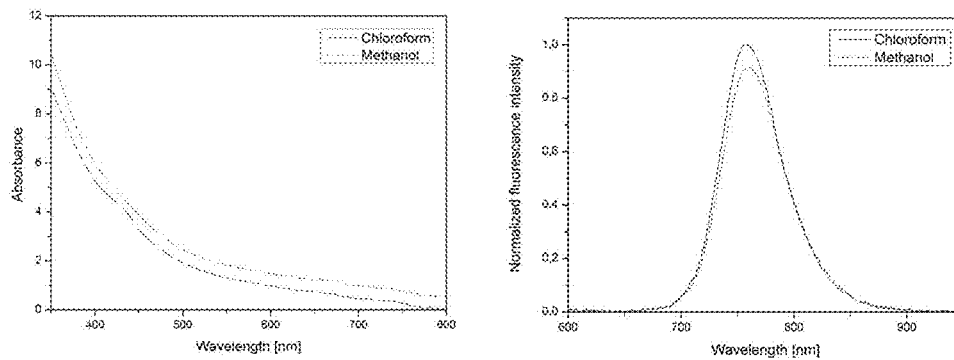 12
10
8
6
4
2
0
Absorbance
Chloroform
Methanol
400 500 600 700 800
Wavelength [nm]
1.0
0.8
0.6
0.4
0.2
0.0
Normalized fluorescence intensity
Chloroform
Methanol
600 700 800 900
Wavelength [nm]